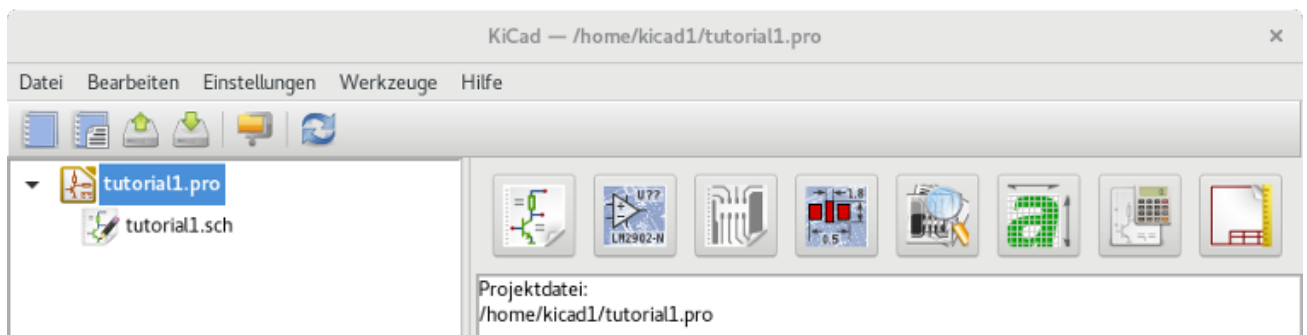 KiCad — /home/kicad1/tutorial1.pro
Datei Bearbeiten Einstellungen Werkzeuge Hilfe
tutorial1.pro
tutorial1.sch
U??
LM2902-N
1.8
0.5
a
Projektdatei:
/home/kicad1/tutorial1.pro